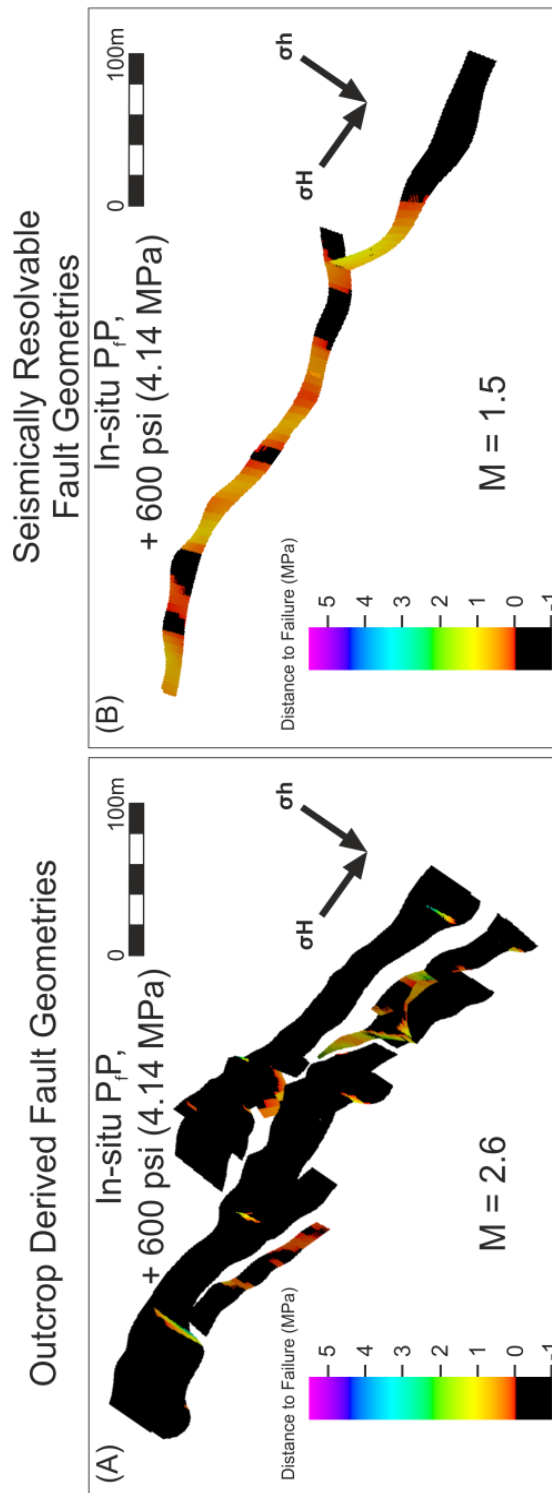 Outcrop Derived Fault Geometries
(A)
In-situ PfP,
+ 600 psi (4.14 MPa)
0
100m
σH
σh
Distance to Failure (MPa)
5
4
3
2
1
0
-1
M = 2.6
Seismically Resolvable
Fault Geometries
(B)
In-situ PfP,
+ 600 psi (4.14 MPa)
0
100m
σH
σh
Distance to Failure (MPa)
5
4
3
2
1
0
-1
M = 1.5